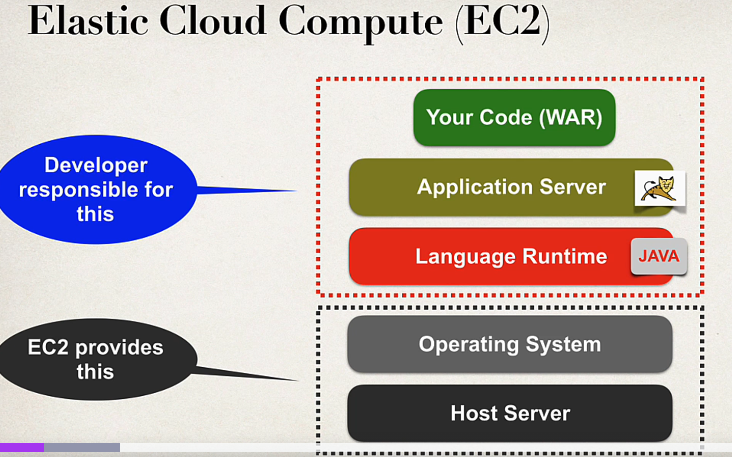 Elastic Cloud Compute (EC2)
Your Code (WAR)
Developer
responsible for
this
Application Server
Language Runtime
JAVA
EC2 provides
this
Operating System
Host Server